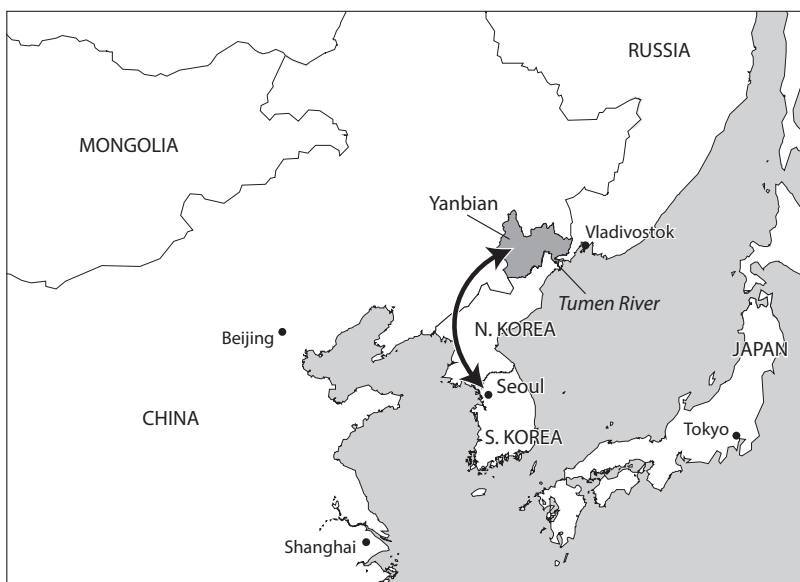 RUSSIA
MONGOLIA
Yanbian
Vladivostok
Tumen River
Beijing
N. KOREA
JAPAN
Seoul
CHINA
S. KOREA
Tokyo
Shanghai